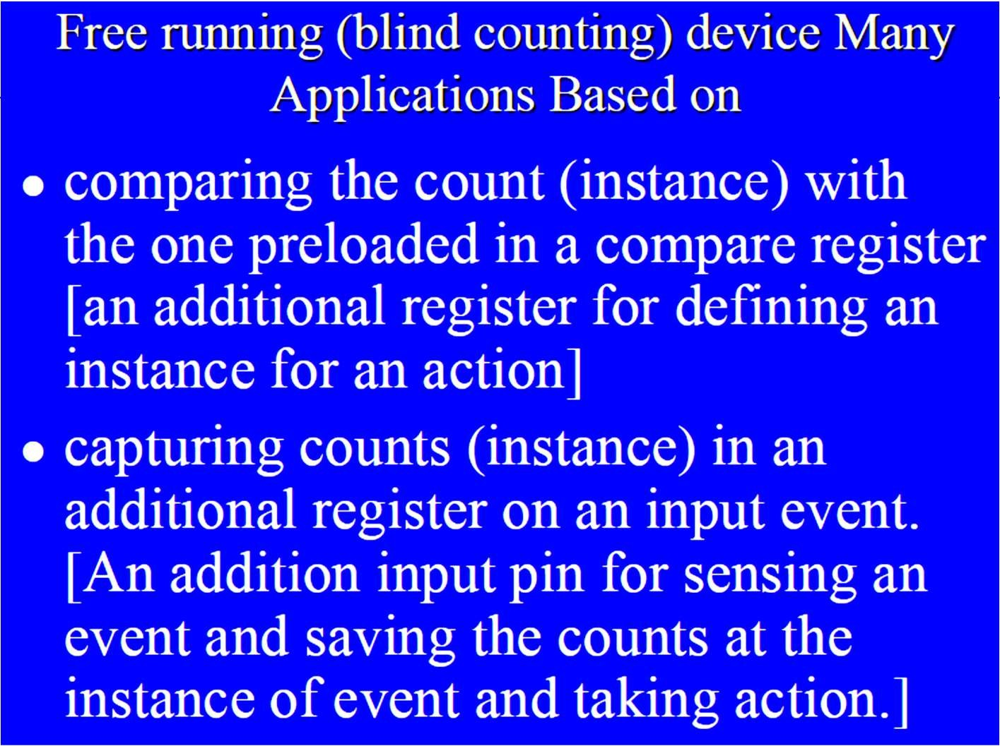 Free running (blind counting) device Many
Applications Based on
• comparing the count (instance) with
the one preloaded in a compare register
[an additional register for defining an
instance for an action]
• capturing counts (instance) in an
additional register on an input event.
[An addition input pin for sensing an
event and saving the counts at the
instance of event and taking action.]